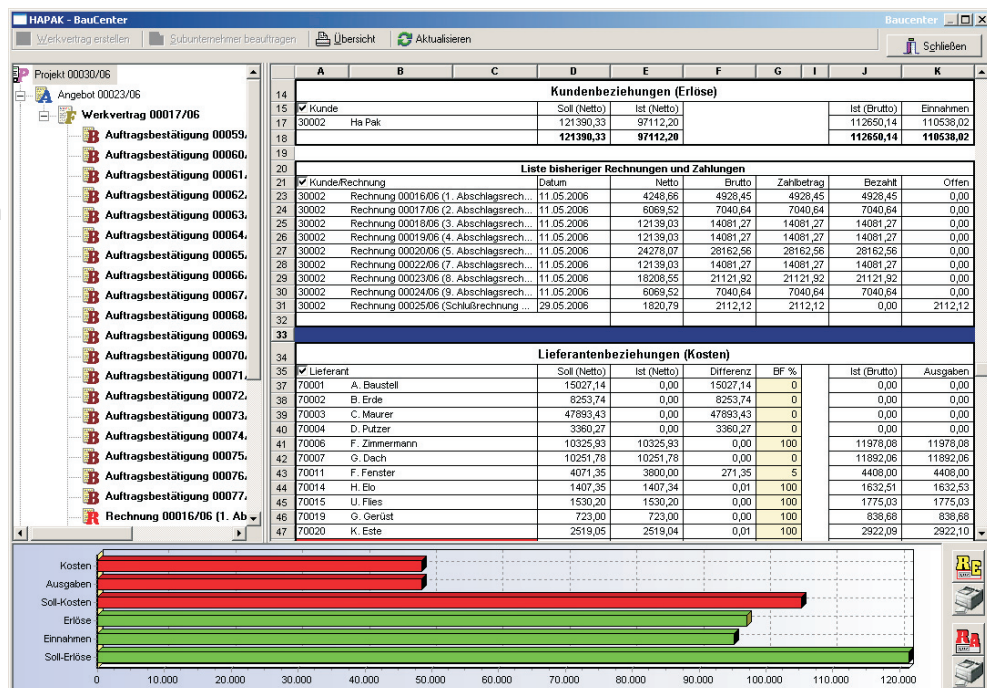 HAPAK - BauCenter Baucenter
Werkvertrag erstellen Subunternehmer beauftragen Übersicht Aktualisieren Schließen
Projekt 00030/06
Angebot 00023/06
Werkvertrag 00017/06
Auftragsbestätigung 00059/
Auftragsbestätigung 00060/
Auftragsbestätigung 00061/
Auftragsbestätigung 00062/
Auftragsbestätigung 00063/
Auftragsbestätigung 00064/
Auftragsbestätigung 00065/
Auftragsbestätigung 00066/
Auftragsbestätigung 00067/
Auftragsbestätigung 00068/
Auftragsbestätigung 00069/
Auftragsbestätigung 00070/
Auftragsbestätigung 00071/
Auftragsbestätigung 00072/
Auftragsbestätigung 00073/
Auftragsbestätigung 00074/
Auftragsbestätigung 00075/
Auftragsbestätigung 00076/
Auftragsbestätigung 00077/
Rechnung 00016/06 (1. Ab
A B C D E F G I J K
14 Kundenbeziehungen (Erlöse)
15 Kunde Soll (Netto) Ist (Netto) Ist (Brutto) Einnahmen
17 30002 Ha Pak 121390,33 97112,20 112650,14 110538,02
18 121390,33 97112,20 112650,14 110538,02
19
20 Liste bisheriger Rechnungen und Zahlungen
21 Kunde/Rechnung Datum Netto Brutto Zahlbetrag Bezahlt Offen
23 30002 Rechnung 00016/06 (1. Abschlagsrech... 11.05.2006 4248,66 4928,45 4928,45 4928,45 0,00
24 30002 Rechnung 00017/06 (2. Abschlagsrech... 11.05.2006 6069,52 7040,64 7040,64 7040,64 0,00
25 30002 Rechnung 00018/06 (3. Abschlagsrech... 11.05.2006 12139,03 14081,27 14081,27 14081,27 0,00
26 30002 Rechnung 00019/06 (4. Abschlagsrech... 11.05.2006 12139,03 14081,27 14081,27 14081,27 0,00
27 30002 Rechnung 00020/06 (5. Abschlagsrech... 11.05.2006 24278,07 28162,56 28162,56 28162,56 0,00
28 30002 Rechnung 00022/06 (7. Abschlagsrech... 11.05.2006 12139,03 14081,27 14081,27 14081,27 0,00
29 30002 Rechnung 00023/06 (8. Abschlagsrech... 11.05.2006 18208,55 21121,92 21121,92 21121,92 0,00
30 30002 Rechnung 00024/06 (9. Abschlagsrech... 11.05.2006 6069,52 7040,64 7040,64 7040,64 0,00
31 30002 Rechnung 00025/06 (Schlußrechnung ... 29.05.2006 1820,79 2112,12 2112,12 0,00 2112,12
32
33
34 Lieferantenbeziehungen (Kosten)
35 Lieferant Soll (Netto) Ist (Netto) Differenz BF % Ist (Brutto) Ausgaben
37 70001 A. Baustell 15027,14 0,00 15027,14 0 0,00 0,00
38 70002 B. Erde 8253,74 0,00 8253,74 0 0,00 0,00
39 70003 C. Maurer 47893,43 0,00 47893,43 0 0,00 0,00
40 70004 D. Putzer 3360,27 0,00 3360,27 0 0,00 0,00
41 70006 F. Zimmermann 10325,93 10325,93 0,00 100 11978,08 11978,08
42 70007 G. Dach 10251,78 10251,78 0,00 100 11892,06 11892,06
43 70011 F. Fenster 4071,35 3800,00 271,35 5 4408,00 4408,00
44 70014 H. Elo 1407,35 1407,34 0,01 100 1632,51 1632,53
45 70015 U. Flies 1530,20 1530,20 0,00 100 1775,03 1775,03
46 70019 G. Gerüst 723,00 723,00 0,00 100 838,68 838,68
47 70020 K. Este 2519,05 2519,04 0,01 100 2922,09 2922,10
Kosten
Ausgaben
Soll-Kosten
Erlöse
Einnahmen
Soll-Erlöse
0 10.000 20.000 30.000 40.000 50.000 60.000 70.000 80.000 90.000 100.000 110.000 120.000
RE
RA